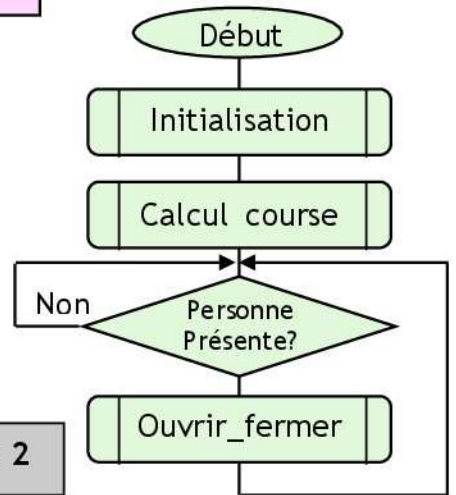 Début
Initialisation
Calcul course
Non
Personne
Présente?
Ouvrir_fermer
2